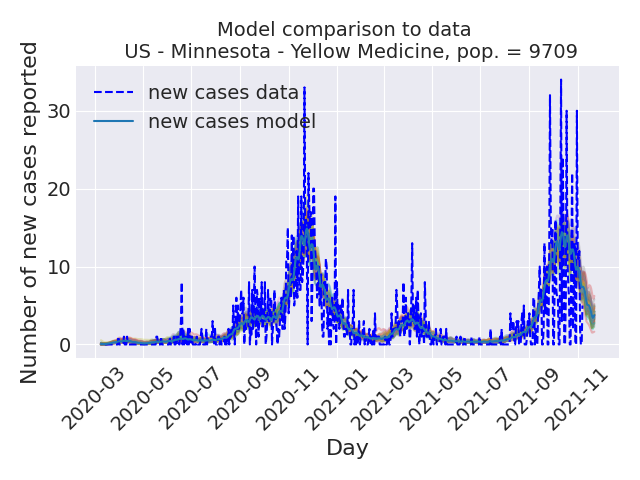 Model comparison to data
US - Minnesota - Yellow Medicine, pop. = 9709
Number of new cases reported
30
20
10
0
new cases data
new cases model
2020-03
2020-05
2020-07
2020-09
2020-11
2021-01
2021-03
2021-05
2021-07
2021-09
2021-11
Day